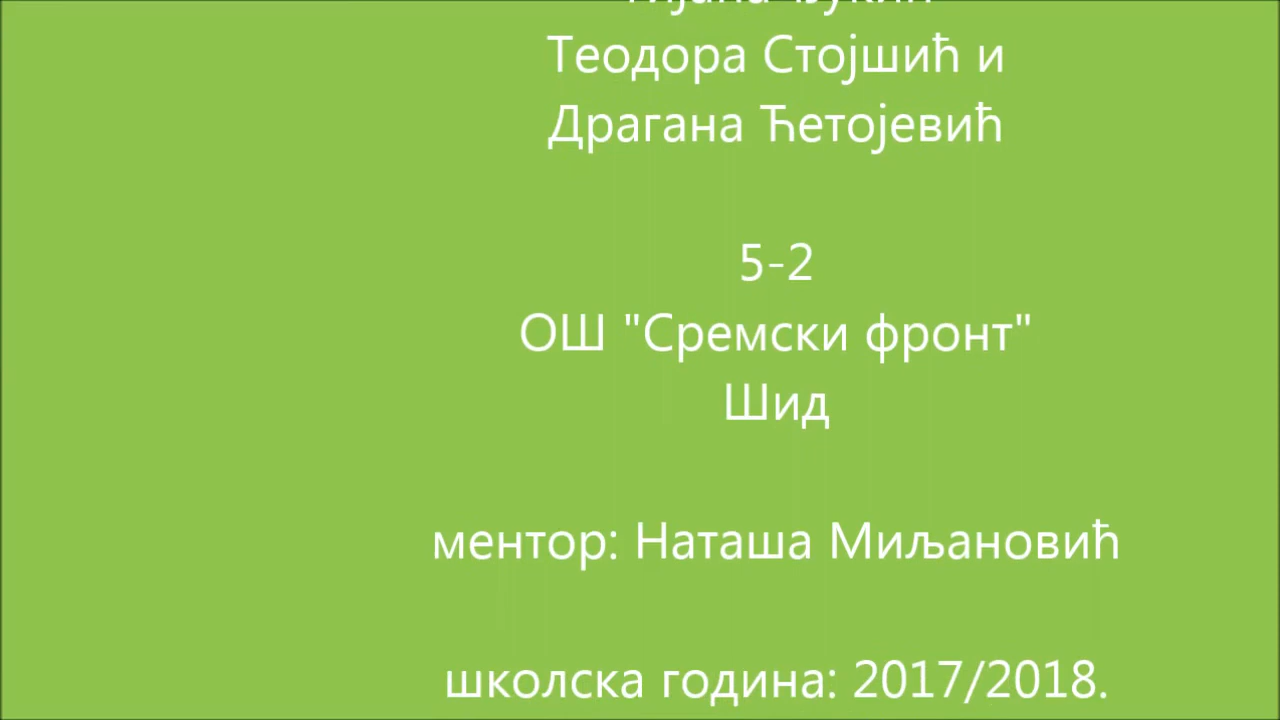 Теодора Стојшић и
Драгана Ћетојевић
5-2
ОШ "Сремски фронт"
Шид
ментор: Наташа Миљановић
школска година: 2017/2018.